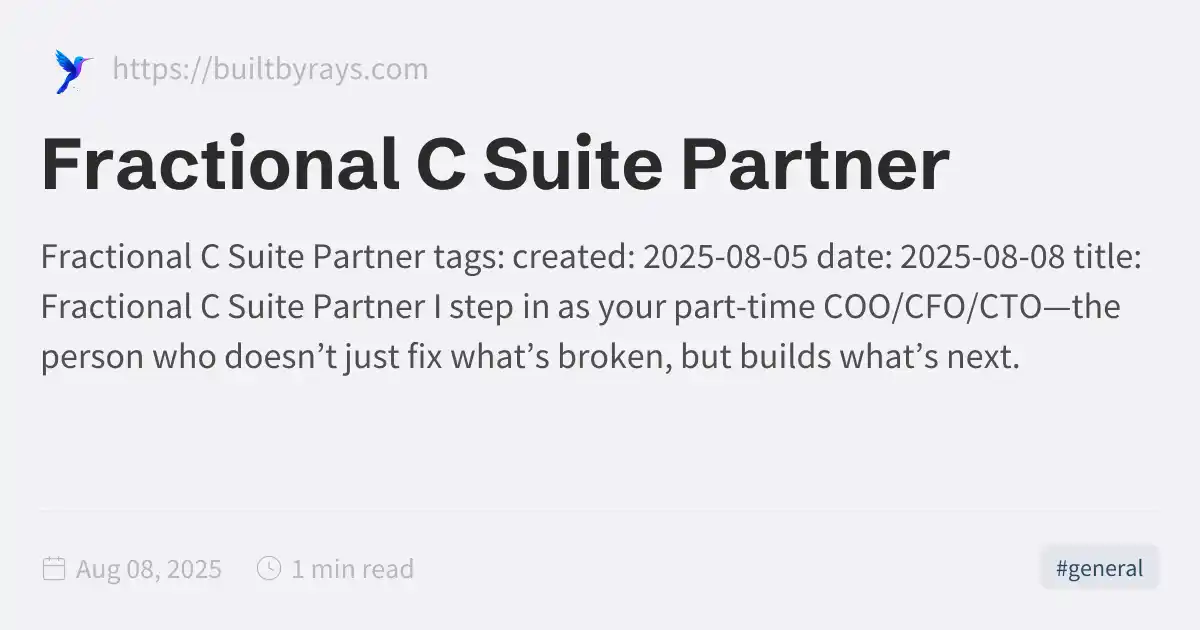 https://builtbyrays.com
Fractional C Suite Partner
Fractional C Suite Partner tags: created: 2025-08-05 date: 2025-08-08 title:
Fractional C Suite Partner I step in as your part-time COO/CFO/CTO—the
person who doesn’t just fix what’s broken, but builds what’s next.
Aug 08, 2025 1 min read #general